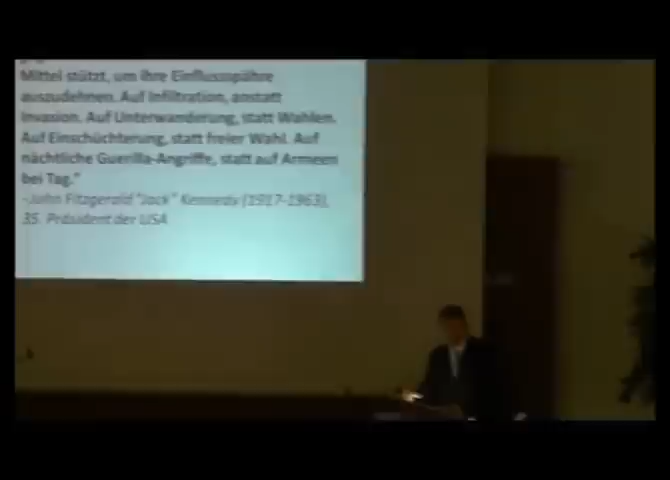 Mittel stützt, um ihre Einflusssphäre
auszudehnen. Auf Infiltration, anstatt
Invasion. Auf Unterwanderung, statt Wahlen.
Auf Einschüchterung, statt freier Wahl. Auf
nächtliche Guerilla-Angriffe, statt auf Armeen
bei Tag."
-John Fitzgerald "Jack" Kennedy (1917-1963),
35. Präsident der USA